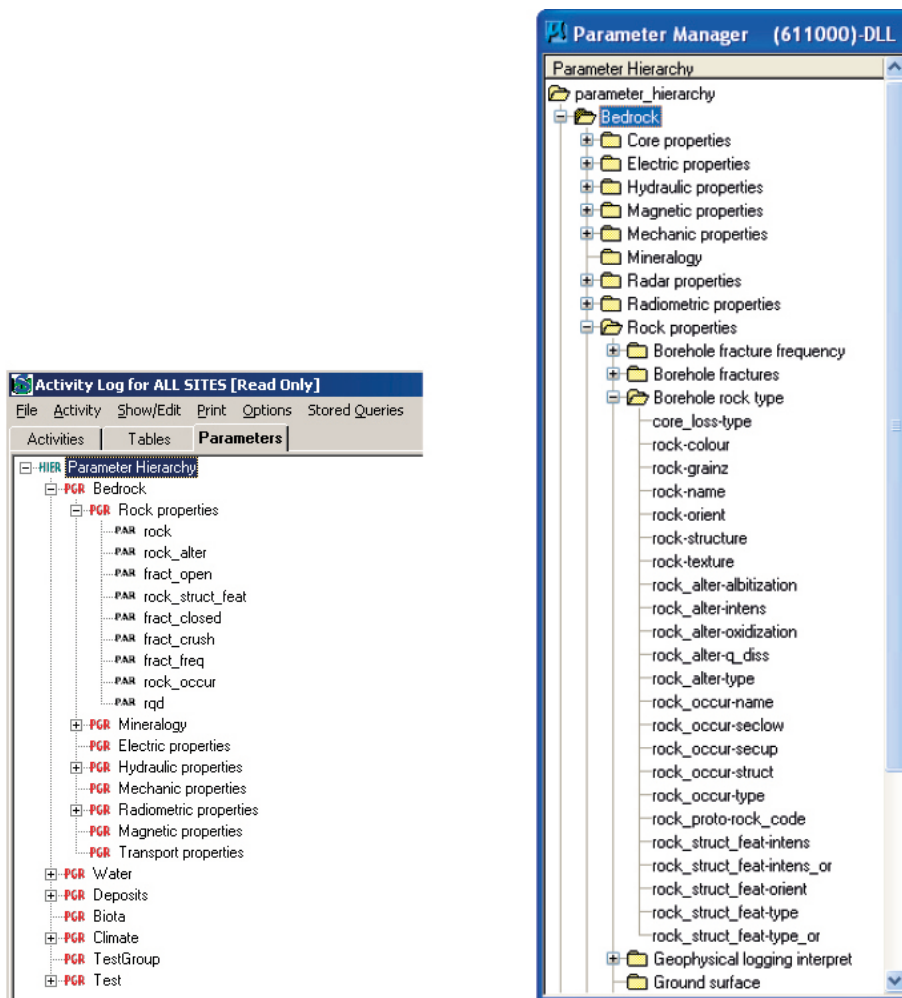 Activity Log for ALL SITES [Read Only]
File Activity Show/Edit Print Options Stored Queries
Activities Tables Parameters
HIER Parameter Hierarchy
PGR Bedrock
PGR Rock properties
PAR rock
PAR rock_alter
PAR fract_open
PAR rock_struct_feat
PAR fract_closed
PAR fract_crush
PAR fract_freq
PAR rock_occur
PAR rqd
PGR Mineralogy
PGR Electric properties
PGR Hydraulic properties
PGR Mechanic properties
PGR Radiometric properties
PGR Magnetic properties
PGR Transport properties
PGR Water
PGR Deposits
PGR Biota
PGR Climate
PGR TestGroup
PGR Test
Parameter Manager (611000)-DLL
Parameter Hierarchy
parameter_hierarchy
Bedrock
Core properties
Electric properties
Hydraulic properties
Magnetic properties
Mechanic properties
Mineralogy
Radar properties
Radiometric properties
Rock properties
Borehole fracture frequency
Borehole fractures
Borehole rock type
core_loss-type
rock-colour
rock-grainz
rock-name
rock-orient
rock-structure
rock-texture
rock_alter-albitization
rock_alter-intens
rock_alter-oxidization
rock_alter-q_diss
rock_alter-type
rock_occur-name
rock_occur-seclow
rock_occur-secup
rock_occur-struct
rock_occur-type
rock_proto-rock_code
rock_struct_feat-intens
rock_struct_feat-intens_or
rock_struct_feat-orient
rock_struct_feat-type
rock_struct_feat-type_or
Geophysical logging interpret
Ground surface